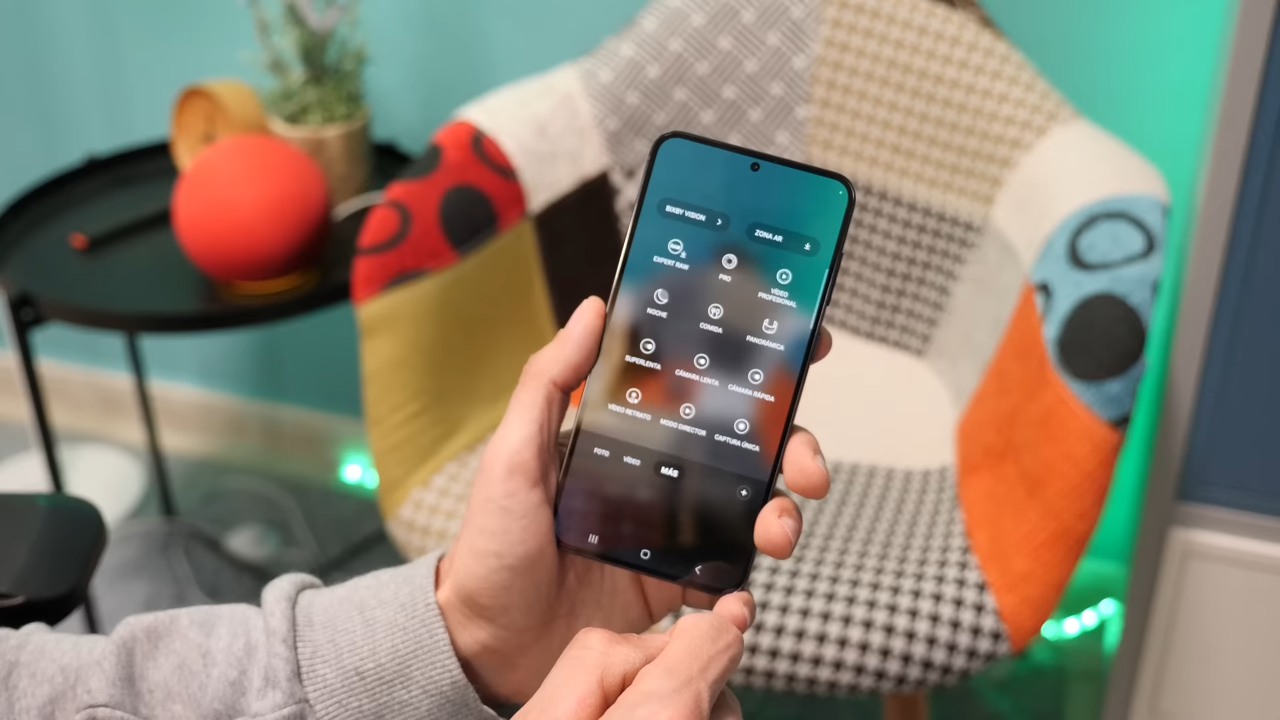 BIXBY VISION
ZONA AR
EXPERT RAW
PRO
VÍDEO
PROFESIONAL
NOCHE
COMIDA
PANORÁMICA
SUPERLENTA
CÁMARA LENTA
CÁMARA RÁPIDA
VÍDEO RETRATO
MODO DIRECTOR
CAPTURA ÚNICA
FOTO
VÍDEO
MÁS